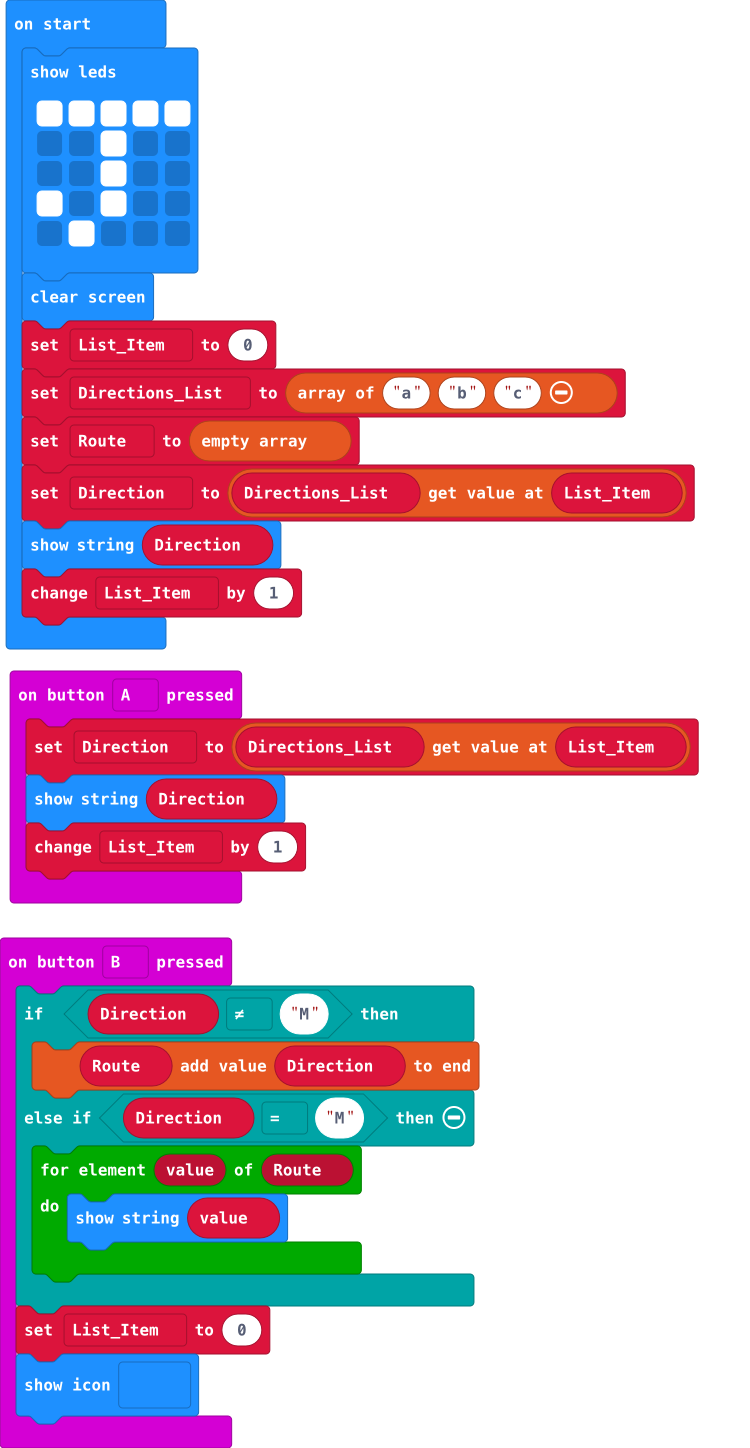 on start
show leds
clear screen
set List_Item to 0
set Directions_List to array of "a" "b" "c"
set Route to empty array
set Direction to Directions_List get value at List_Item
show string Direction
change List_Item by 1
on button A pressed
set Direction to Directions_List get value at List_Item
show string Direction
change List_Item by 1
on button B pressed
if Direction ≠ "M" then
Route add value Direction to end
else if Direction = "M" then
for element value of Route
do
show string value
set List_Item to 0
show icon